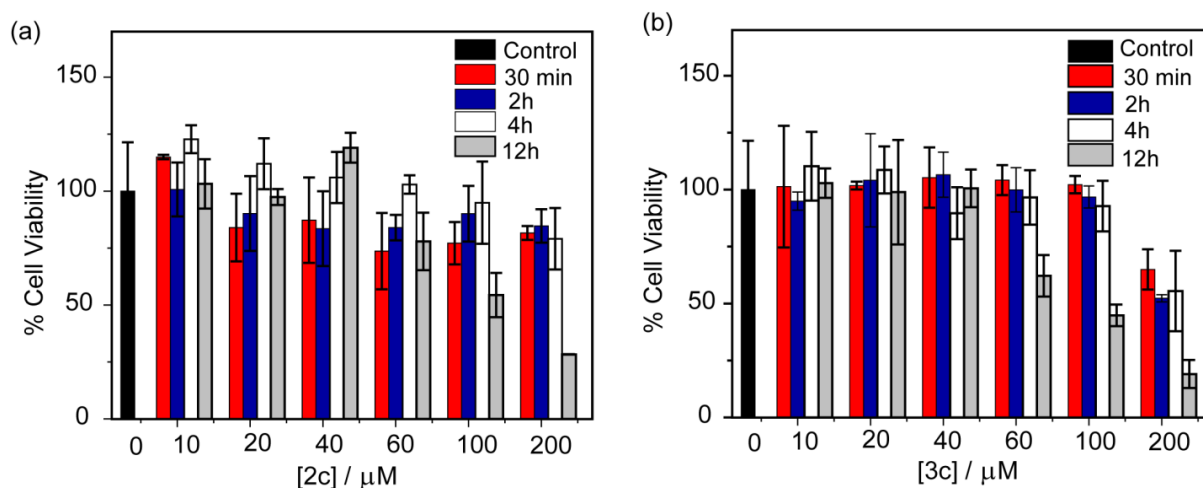 (a)
% Cell Viability
150
100
50
0
Control
30 min
2h
4h
12h
0 10 20 40 60 100 200
[2c] / μM
(b)
% Cell Viability
150
100
50
0
Control
30 min
2h
4h
12h
0 10 20 40 60 100 200
[3c] / μM